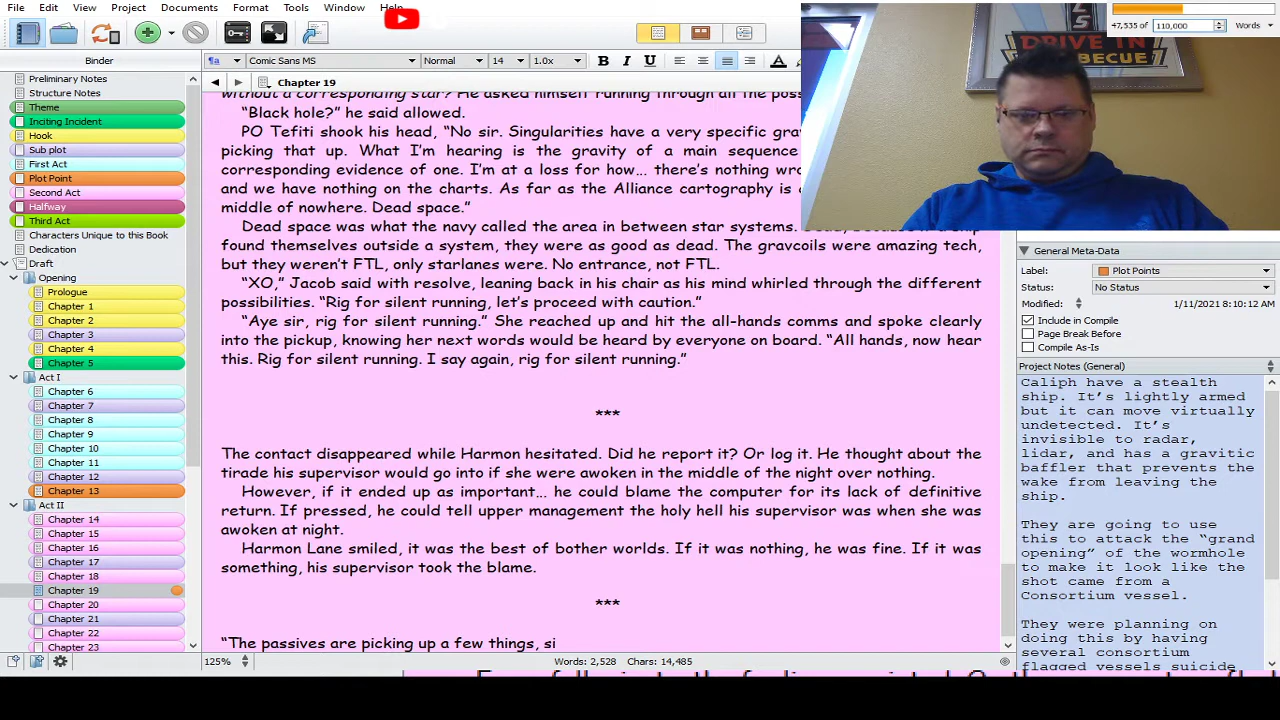 File Edit View Project Documents Format Tools Window Help
47,535 of 110,000 Words
DRIVE IN
BECUE
Binder
¶a Comic Sans MS Normal 14 1.0x B I U A
Preliminary Notes
Structure Notes
Theme
Inciting Incident
Hook
Sub plot
First Act
Plot Point
Second Act
Halfway
Third Act
Characters Unique to this Book
Dedication
Draft
Opening
Prologue
Chapter 1
Chapter 2
Chapter 3
Chapter 4
Chapter 5
Act I
Chapter 6
Chapter 7
Chapter 8
Chapter 9
Chapter 10
Chapter 11
Chapter 12
Chapter 13
Act II
Chapter 14
Chapter 15
Chapter 16
Chapter 17
Chapter 18
Chapter 19
Chapter 20
Chapter 21
Chapter 22
Chapter 23
Chapter 19
without a corresponding star? He asked himself running through all the
“Black hole?” he said allowed.
PO Tefiti shook his head, “No sir. Singularities have a very specific
picking that up. What I’m hearing is the gravity of a main sequence
corresponding evidence of one. I’m at a loss for how... there’s nothing
and we have nothing on the charts. As far as the Alliance cartography is
middle of nowhere. Dead space.”
Dead space was what the navy called the area in between star systems.
found themselves outside a system, they were as good as dead. The gravcoils were amazing tech,
but they weren’t FTL, only starlanes were. No entrance, not FTL.
“XO,” Jacob said with resolve, leaning back in his chair as his mind whirled through the different
possibilities. “Rig for silent running, let’s proceed with caution.”
“Aye sir, rig for silent running.” She reached up and hit the all-hands comms and spoke clearly
into the pickup, knowing her next words would be heard by everyone on board. “All hands, now hear
this. Rig for silent running. I say again, rig for silent running.”
***
The contact disappeared while Harmon hesitated. Did he report it? Or log it. He thought about the
tirade his supervisor would go into if she were awoken in the middle of the night over nothing.
However, if it ended up as important... he could blame the computer for its lack of definitive
return. If pressed, he could tell upper management the holy hell his supervisor was when she was
awoken at night.
Harmon Lane smiled, it was the best of bother worlds. If it was nothing, he was fine. If it was
something, his supervisor took the blame.
***
“The passives are picking up a few things, si
125% Words: 2,528 Chars: 14,485
General Meta-Data
Label: Plot Points
Status: No Status
Modified: 1/11/2021 8:10:12 AM
Include in Compile
Page Break Before
Compile As-Is
Project Notes (General)
Caliph have a stealth
ship. It’s lightly armed
but it can move virtually
undetected. It’s
invisible to radar,
lidar, and has a gravitic
baffler that prevents the
wake from leaving the
ship.
They are going to use
this to attack the “grand
opening” of the wormhole
to make it look like the
shot came from a
Consortium vessel.
They were planning on
doing this by having
several consortium
flagged vessels suicide